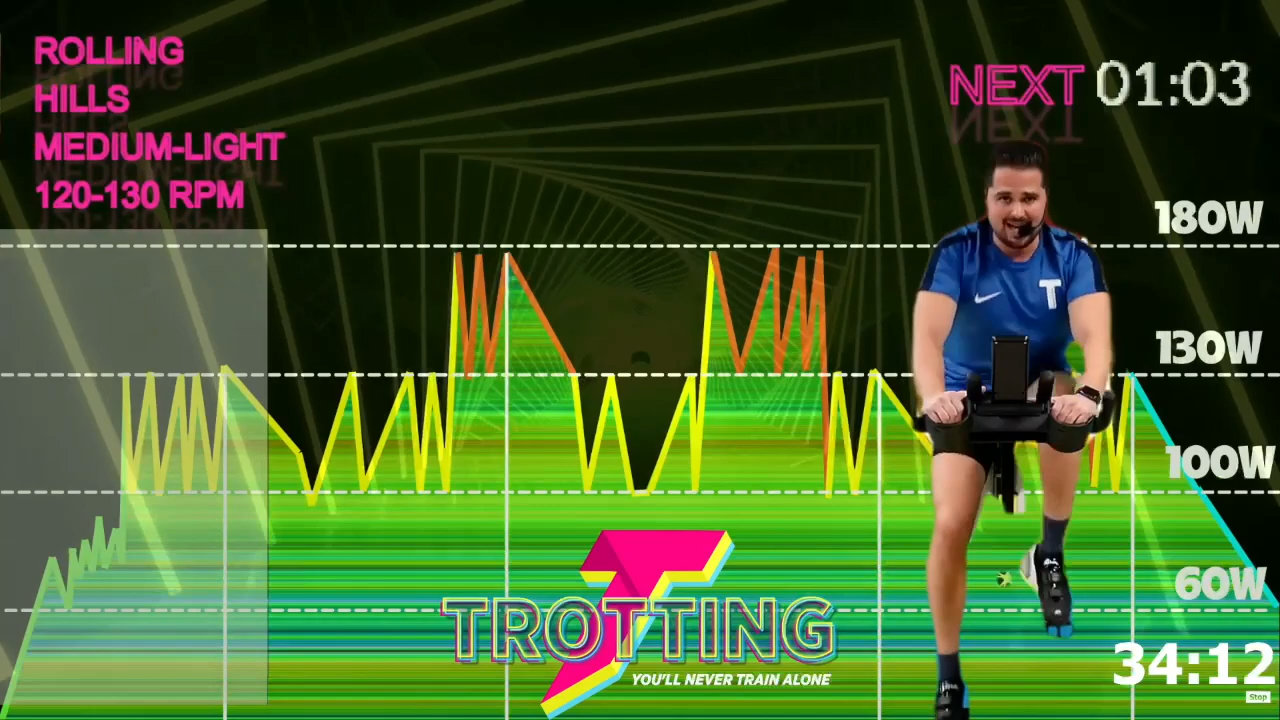 ROLLING
HILLS
MEDIUM-LIGHT
120-130 RPM
NEXT 01:03
180W
130W
100W
60W
T
TROTTING
YOU'LL NEVER TRAIN ALONE
34:12
Stop